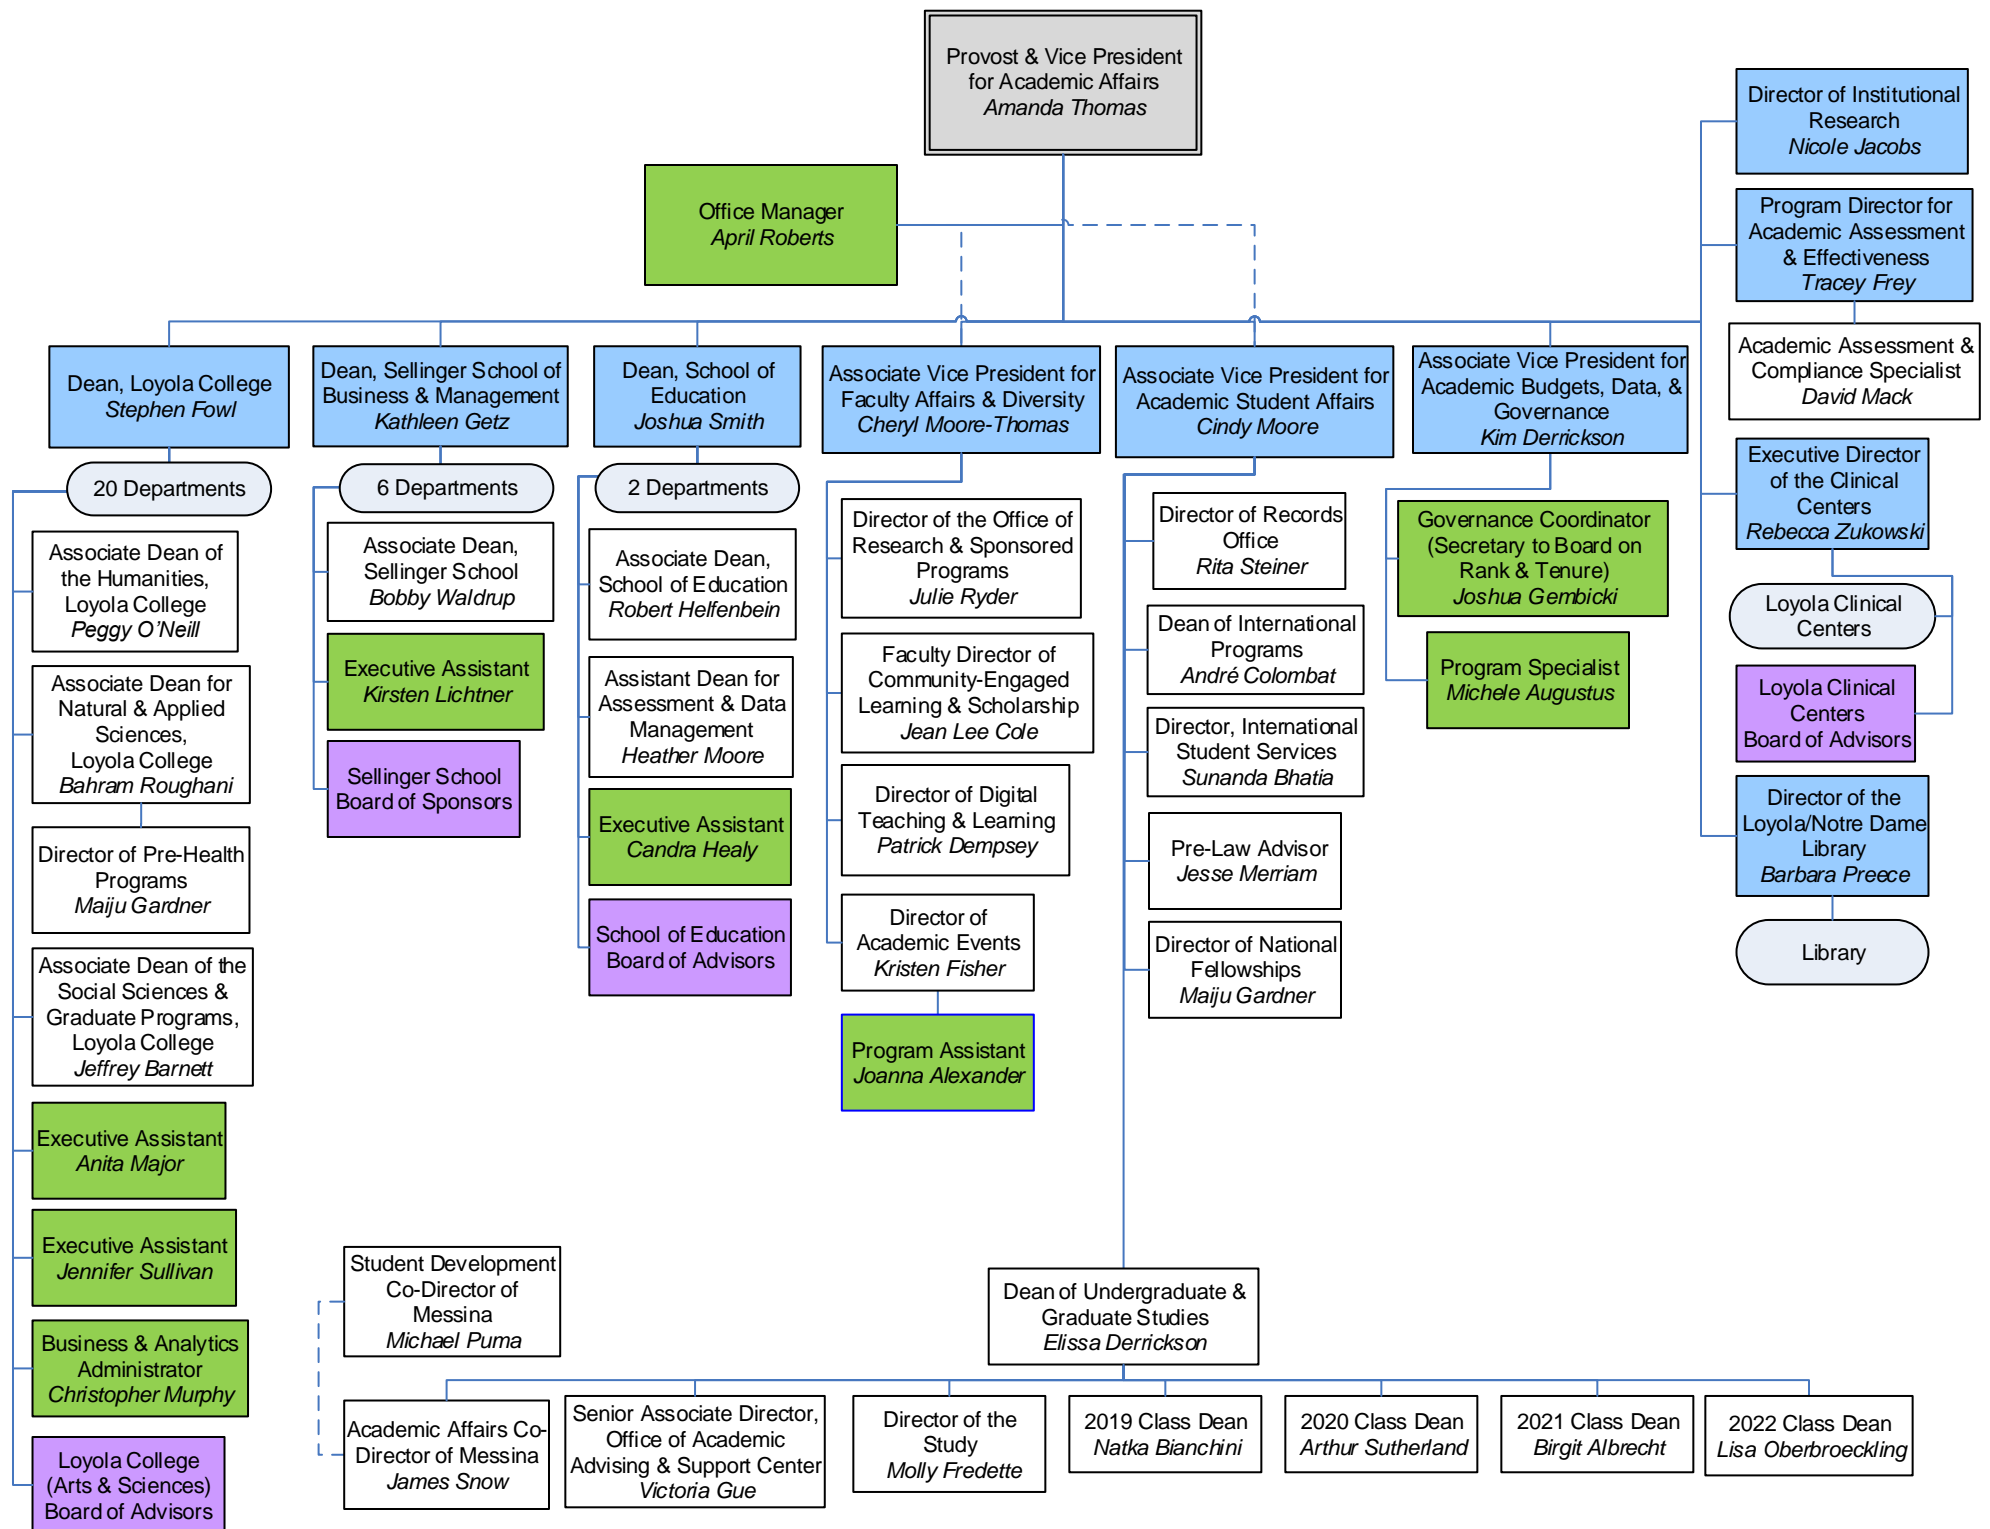 Provost & Vice President
for Academic Affairs
Amanda Thomas
Office Manager
April Roberts
Director of Institutional
Research
Nicole Jacobs
Program Director for
Academic Assessment
& Effectiveness
Tracey Frey
Academic Assessment &
Compliance Specialist
David Mack
Executive Director
of the Clinical
Centers
Rebecca Zukowski
Loyola Clinical
Centers
Loyola Clinical
Centers
Board of Advisors
Director of the
Loyola/Notre Dame
Library
Barbara Preece
Library
Dean, Loyola College
Stephen Fowl
20 Departments
Associate Dean of
the Humanities,
Loyola College
Peggy O'Neill
Associate Dean for
Natural & Applied
Sciences,
Loyola College
Bahram Roughani
Director of Pre-Health
Programs
Maiju Gardner
Associate Dean of the
Social Sciences &
Graduate Programs,
Loyola College
Jeffrey Barnett
Executive Assistant
Anita Major
Executive Assistant
Jennifer Sullivan
Business & Analytics
Administrator
Christopher Murphy
Loyola College
(Arts & Sciences)
Board of Advisors
Dean, Sellinger School of
Business & Management
Kathleen Getz
6 Departments
Associate Dean,
Sellinger School
Bobby Waldrup
Executive Assistant
Kirsten Lichtner
Sellinger School
Board of Sponsors
Dean, School of
Education
Joshua Smith
2 Departments
Associate Dean,
School of Education
Robert Helfenbein
Assistant Dean for
Assessment & Data
Management
Heather Moore
Executive Assistant
Candra Healy
School of Education
Board of Advisors
Associate Vice President for
Faculty Affairs & Diversity
Cheryl Moore-Thomas
Director of the Office of
Research & Sponsored
Programs
Julie Ryder
Faculty Director of
Community-Engaged
Learning & Scholarship
Jean Lee Cole
Director of Digital
Teaching & Learning
Patrick Dempsey
Director of
Academic Events
Kristen Fisher
Program Assistant
Joanna Alexander
Associate Vice President for
Academic Student Affairs
Cindy Moore
Director of Records
Office
Rita Steiner
Dean of International
Programs
André Colombat
Director, International
Student Services
Sunanda Bhatia
Pre-Law Advisor
Jesse Merriam
Director of National
Fellowships
Maiju Gardner
Associate Vice President for
Academic Budgets, Data, &
Governance
Kim Derrickson
Governance Coordinator
(Secretary to Board on
Rank & Tenure)
Joshua Gembicki
Program Specialist
Michele Augustus
Dean of Undergraduate &
Graduate Studies
Elissa Derrickson
Student Development
Co-Director of
Messina
Michael Puma
Academic Affairs Co-
Director of Messina
James Snow
Senior Associate Director,
Office of Academic
Advising & Support Center
Victoria Gue
Director of the
Study
Molly Fredette
2019 Class Dean
Natka Bianchini
2020 Class Dean
Arthur Sutherland
2021 Class Dean
Birgit Albrecht
2022 Class Dean
Lisa Oberbroeckling